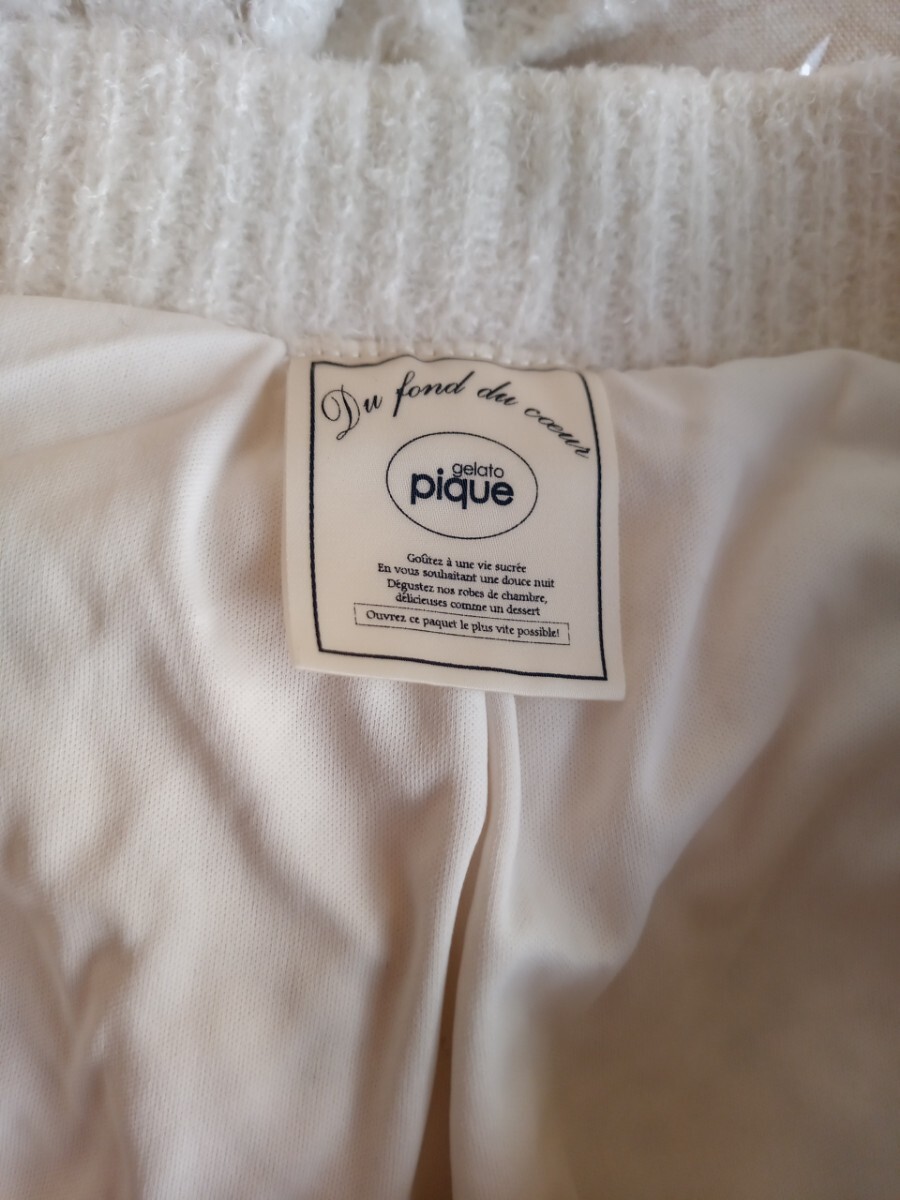 Du fond du cœur
gelato
pique
Goûtez à une vie sucrée
En vous souhaitant une douce nuit
Dégustez nos robes de chambre,
délicieuses comme un dessert
Ouvrez ce paquet le plus vite possible!